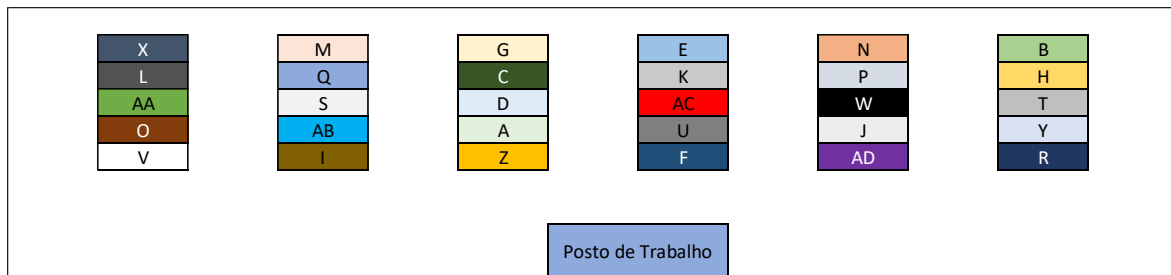 X M G E N B
L Q C K P H
AA S D AC W T
O AB A U J Y
V I Z F AD R
Posto de Trabalho